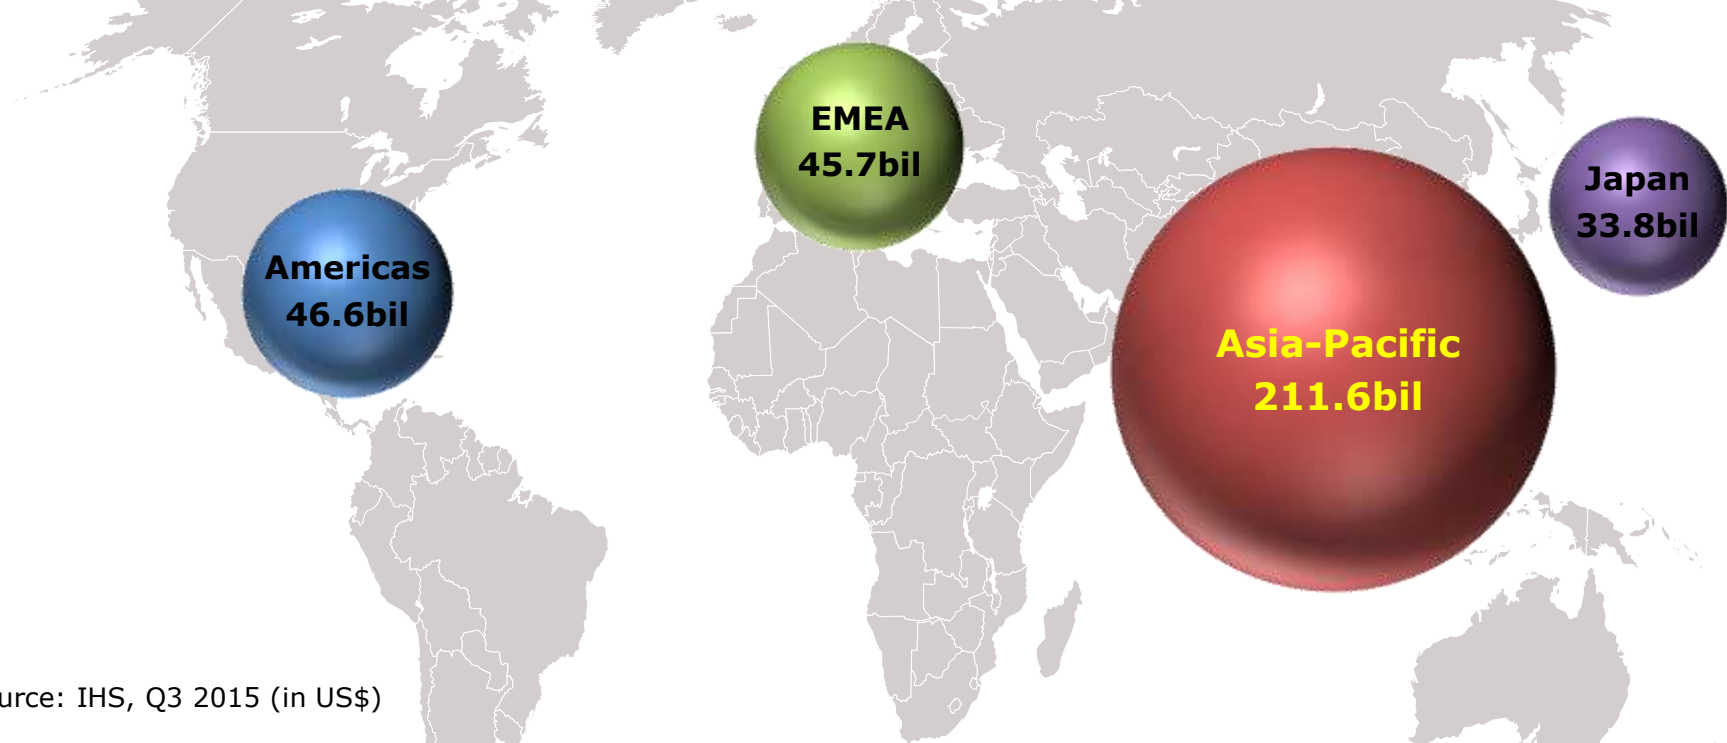 EMEA
45.7bil
Japan
33.8bil
Americas
46.6bil
Asia-Pacific
211.6bil
urce: IHS, Q3 2015 (in US$)